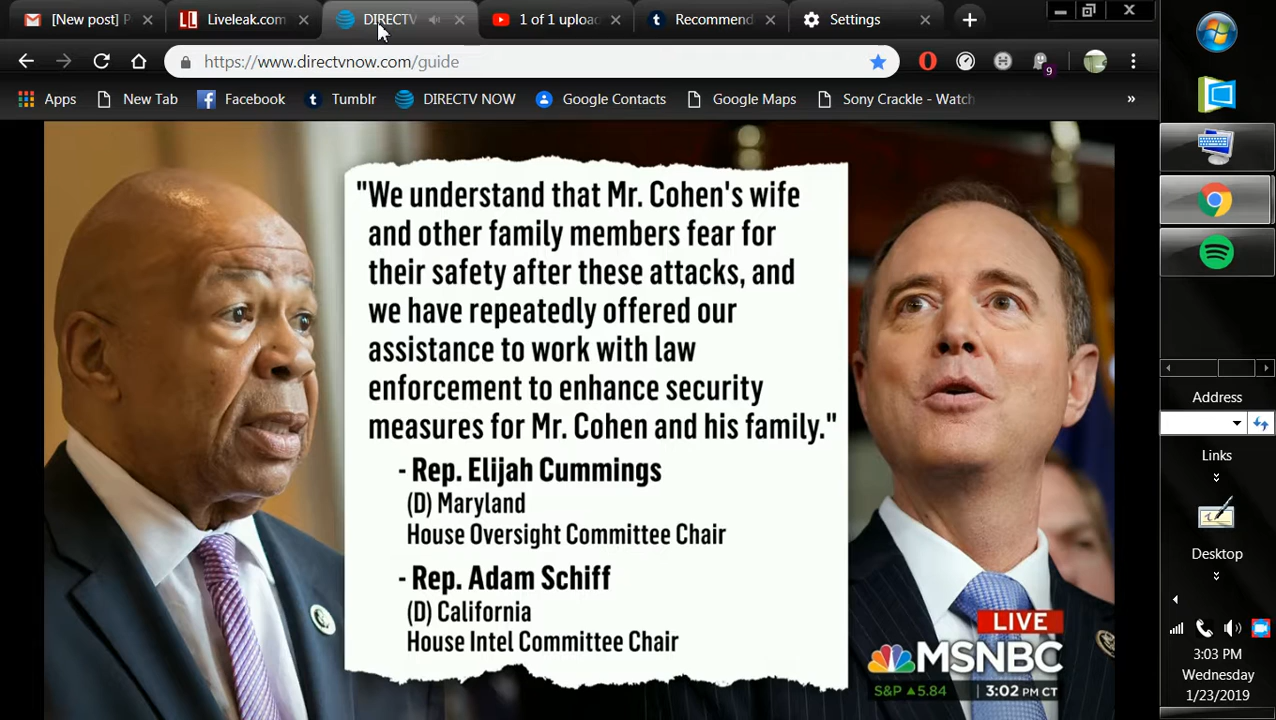 [New post] P
Liveleak.com
DIRECTV
1 of 1 uploa
Recommend
Settings
https://www.directvnow.com/guide
9
Apps
New Tab
Facebook
Tumblr
DIRECTV NOW
Google Contacts
Google Maps
Sony Crackle - Watch
»
"We understand that Mr. Cohen's wife
and other family members fear for
their safety after these attacks, and
we have repeatedly offered our
assistance to work with law
enforcement to enhance security
measures for Mr. Cohen and his family."
- Rep. Elijah Cummings
(D) Maryland
House Oversight Committee Chair
- Rep. Adam Schiff
(D) California
House Intel Committee Chair
LIVE
MSNBC
S&P ▲5.84 3:02 PM CT
Address
Links
Desktop
3:03 PM
Wednesday
1/23/2019